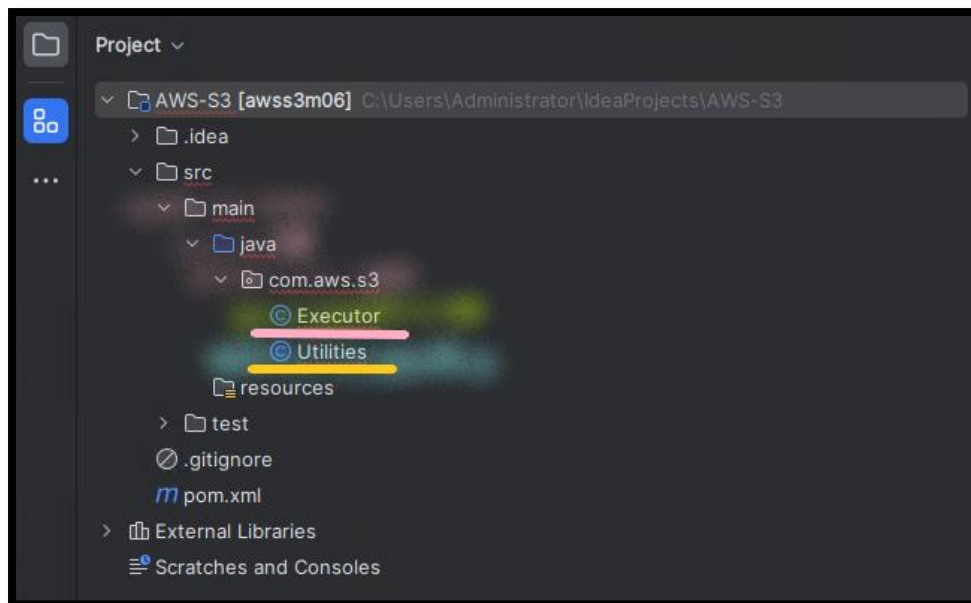 Project
AWS-S3 [awss3m06] C:\Users\Administrator\IdeaProjects\AWS-S3
.idea
src
main
java
com.aws.s3
Executor
Utilities
resources
test
.gitignore
pom.xml
External Libraries
Scratches and Consoles